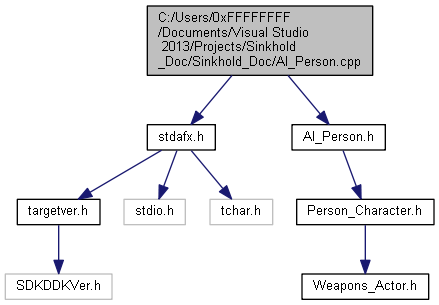 C:/Users/0xFFFFFFFF
/Documents/Visual Studio
2013/Projects/Sinkhold
_Doc/Sinkhold_Doc/AI_Person.cpp
stdafx.h
AI_Person.h
targetver.h
stdio.h
tchar.h
Person_Character.h
SDKDDKVer.h
Weapons_Actor.h